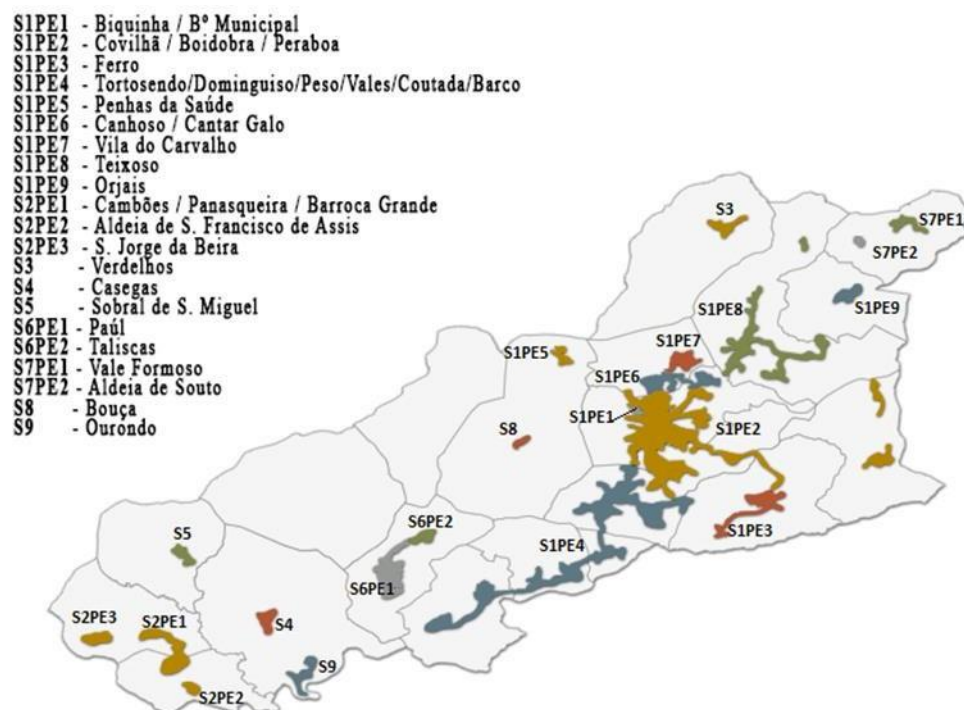 S1PE1 - Biquinha / Bº Municipal
S1PE2 - Covilhã / Boidobra / Peraboa
S1PE3 - Ferro
S1PE4 - Tortosendo/Dominguiso/Peso/Vales/Coutada/Barco
S1PE5 - Penhas da Saúde
S1PE6 - Canhoso / Cantar Galo
S1PE7 - Vila do Carvalho
S1PE8 - Teixoso
S1PE9 - Orjais
S2PE1 - Cambões / Panasqueira / Barroca Grande
S2PE2 - Aldeia de S. Francisco de Assis
S2PE3 - S. Jorge da Beira
S3 - Verdelhos
S4 - Casegas
S5 - Sobral de S. Miguel
S6PE1 - Paúl
S6PE2 - Taliscas
S7PE1 - Vale Formoso
S7PE2 - Aldeia de Souto
S8 - Bouça
S9 - Ourondo
S3
S7PE1
S7PE2
S1PE9
S1PE8
S1PE7
S1PE5
S1PE6
S1PE1
S1PE2
S8
S1PE3
S6PE2
S5
S1PE4
S6PE1
S2PE3
S2PE1
S4
S9
S2PE2